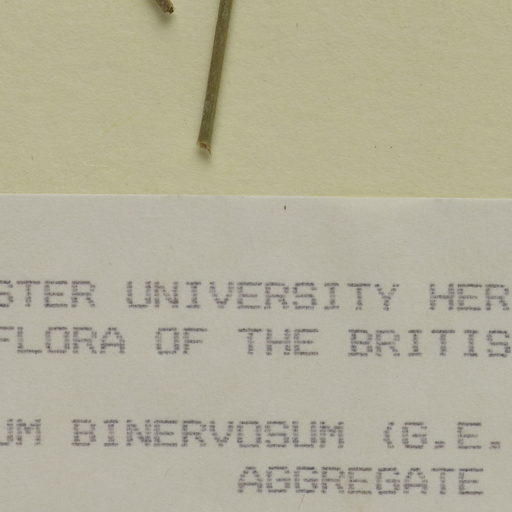 STER UNIVERSITY HER
FLORA OF THE BRITIS
UM BINERVOSUM (G.E.
AGGREGATE